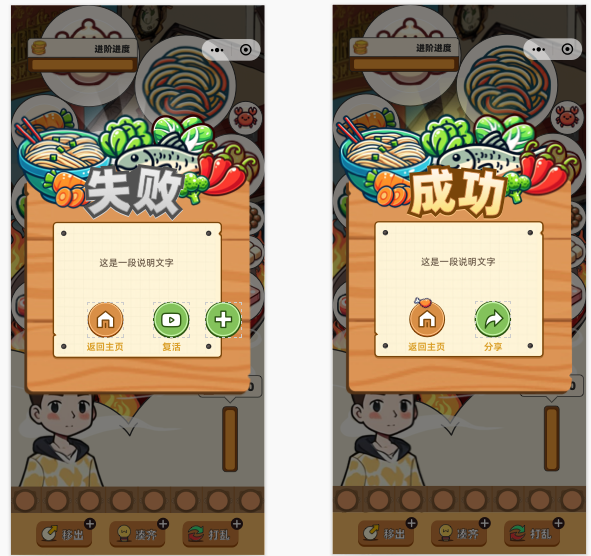 进阶进度
失败
这是一段说明文字
返回主页
复活
移出
凑齐
打乱
进阶进度
成功
这是一段说明文字
返回主页
分享
移出
凑齐
打乱